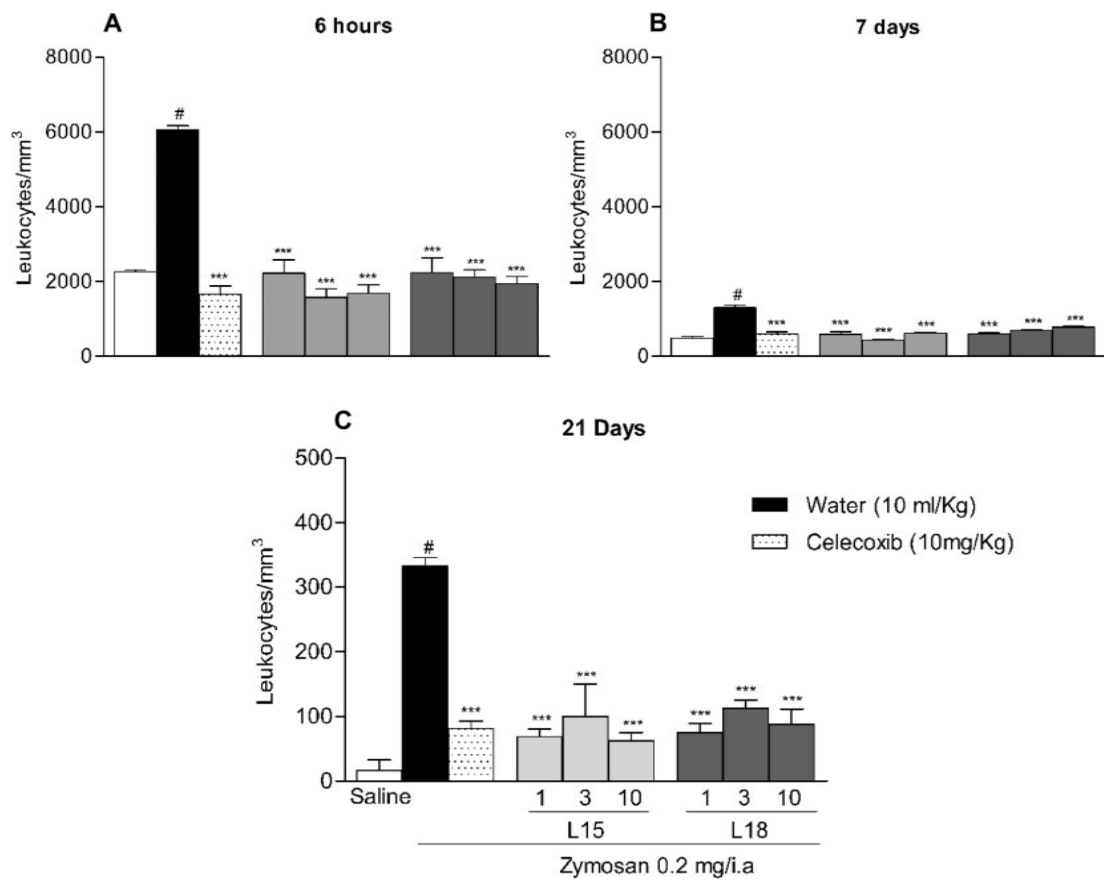 A
6 hours
8000
6000
4000
2000
0
Leukocytes/mm³
#
***
***
***
***
***
***
***
B
7 days
8000
6000
4000
2000
0
Leukocytes/mm³
#
***
***
***
***
***
***
***
C
21 Days
500
400
300
200
100
0
Leukocytes/mm³
#
***
***
***
***
***
***
***
Water (10 ml/Kg)
Celecoxib (10mg/Kg)
Saline
1 3 10 1 3 10
L15 L18
Zymosan 0.2 mg/i.a